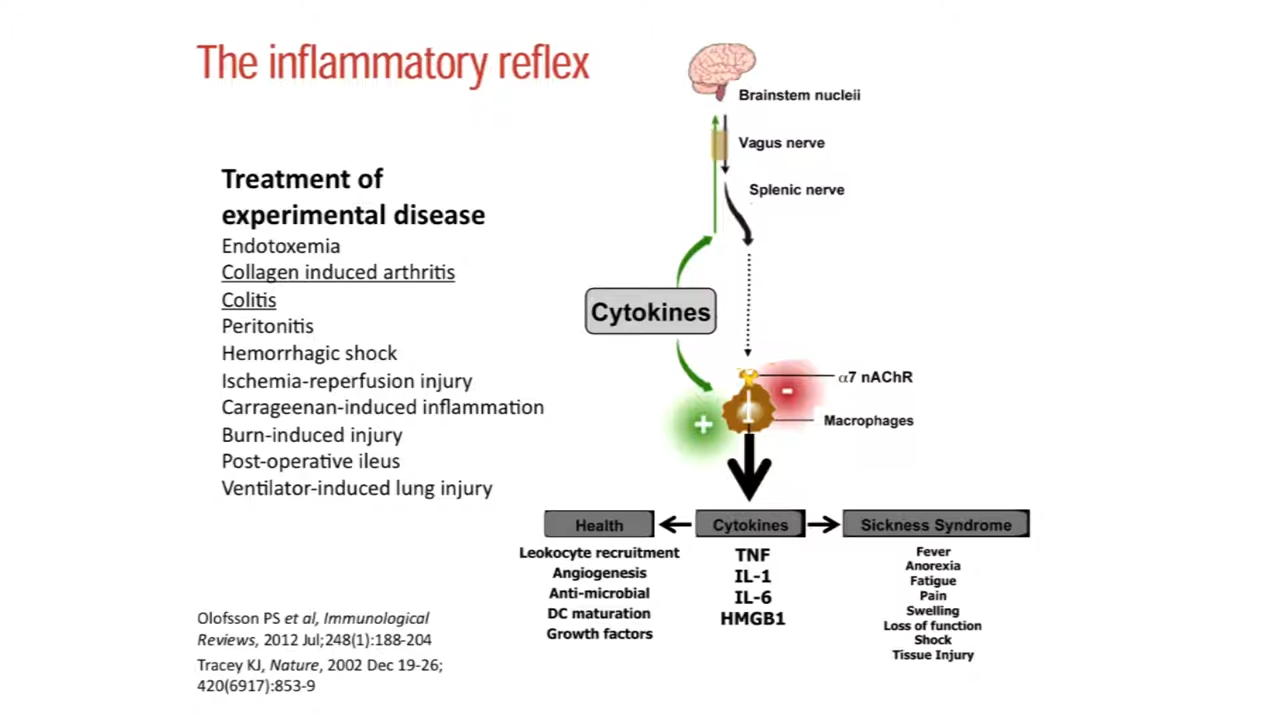 The inflammatory reflex
Treatment of
experimental disease
Endotoxemia
Collagen induced arthritis
Colitis
Peritonitis
Hemorrhagic shock
Ischemia-reperfusion injury
Carrageenan-induced inflammation
Burn-induced injury
Post-operative ileus
Ventilator-induced lung injury
Olofsson PS et al, Immunological
Reviews, 2012 Jul;248(1):188-204
Tracey KJ, Nature, 2002 Dec 19-26;
420(6917):853-9
Brainstem nucleii
Vagus nerve
Splenic nerve
Cytokines
α7 nAChR
-
+
Macrophages
Health
Leokocyte recruitment
Angiogenesis
Anti-microbial
DC maturation
Growth factors
Cytokines
TNF
IL-1
IL-6
HMGB1
Sickness Syndrome
Fever
Anorexia
Fatigue
Pain
Swelling
Loss of function
Shock
Tissue Injury